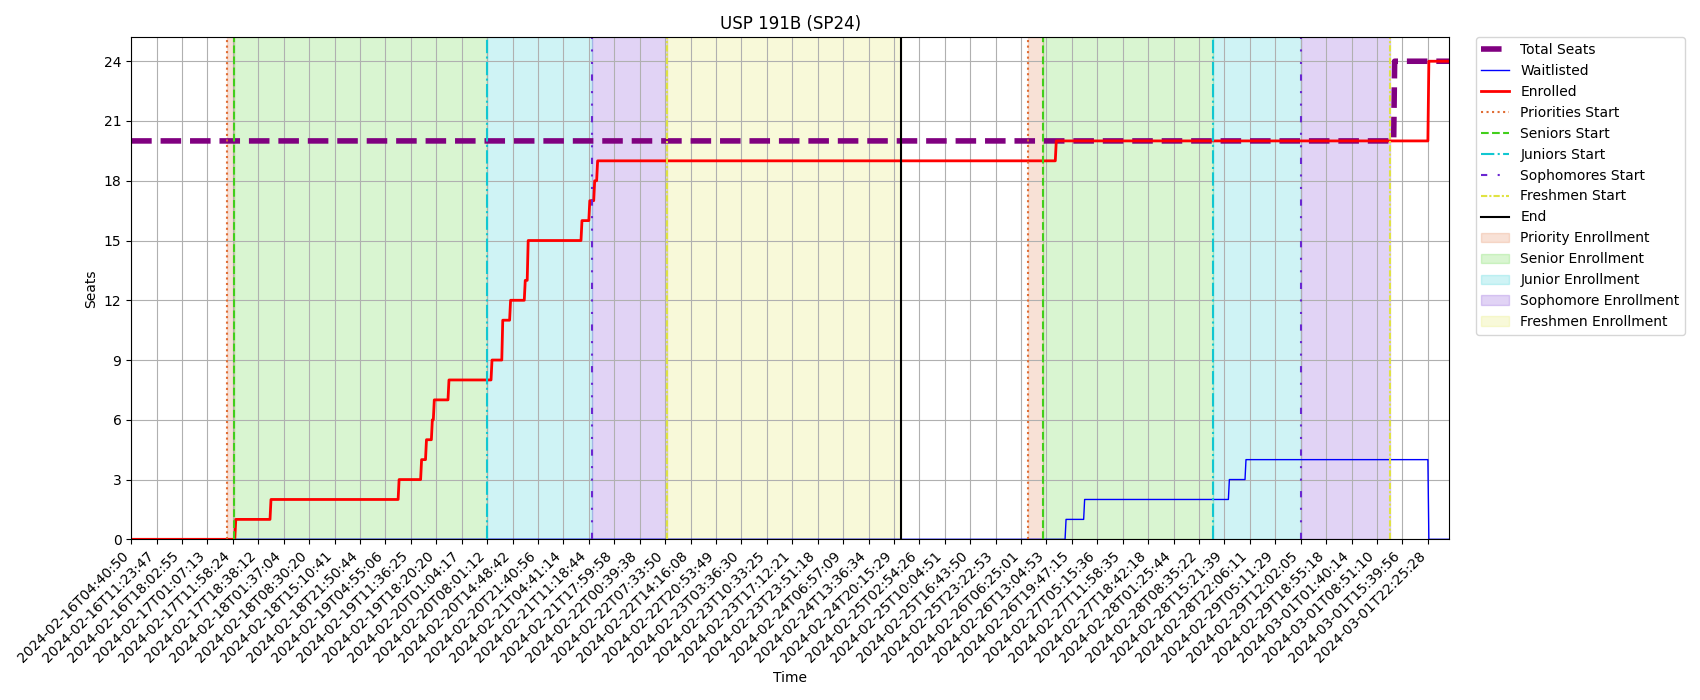 USP 191B (SP24)
Seats
24
21
18
15
12
9
6
3
0
2024-02-16T04:40:50
2024-02-16T11:23:47
2024-02-16T18:02:55
2024-02-17T01:07:13
2024-02-17T11:58:24
2024-02-17T18:38:12
2024-02-18T01:37:04
2024-02-18T08:30:20
2024-02-18T15:10:41
2024-02-18T21:50:44
2024-02-19T04:55:06
2024-02-19T11:36:25
2024-02-19T18:20:20
2024-02-20T01:04:17
2024-02-20T08:01:12
2024-02-20T14:48:42
2024-02-20T21:40:56
2024-02-21T04:41:14
2024-02-21T11:18:44
2024-02-21T17:59:58
2024-02-22T00:39:38
2024-02-22T07:33:50
2024-02-22T14:16:08
2024-02-22T20:53:49
2024-02-23T03:36:30
2024-02-23T10:33:25
2024-02-23T17:12:21
2024-02-23T23:51:18
2024-02-24T06:57:09
2024-02-24T13:36:34
2024-02-24T20:15:29
2024-02-25T02:54:26
2024-02-25T10:04:51
2024-02-25T16:43:50
2024-02-25T23:22:53
2024-02-26T06:25:01
2024-02-26T13:04:53
2024-02-26T19:47:15
2024-02-27T05:15:36
2024-02-27T11:58:35
2024-02-27T18:42:18
2024-02-28T01:25:44
2024-02-28T08:35:22
2024-02-28T15:21:39
2024-02-28T22:06:11
2024-02-29T05:11:29
2024-02-29T12:02:05
2024-02-29T18:55:18
2024-03-01T01:40:14
2024-03-01T08:51:10
2024-03-01T15:39:56
2024-03-01T22:25:28
Time
Total Seats
Waitlisted
Enrolled
Priorities Start
Seniors Start
Juniors Start
Sophomores Start
Freshmen Start
End
Priority Enrollment
Senior Enrollment
Junior Enrollment
Sophomore Enrollment
Freshmen Enrollment